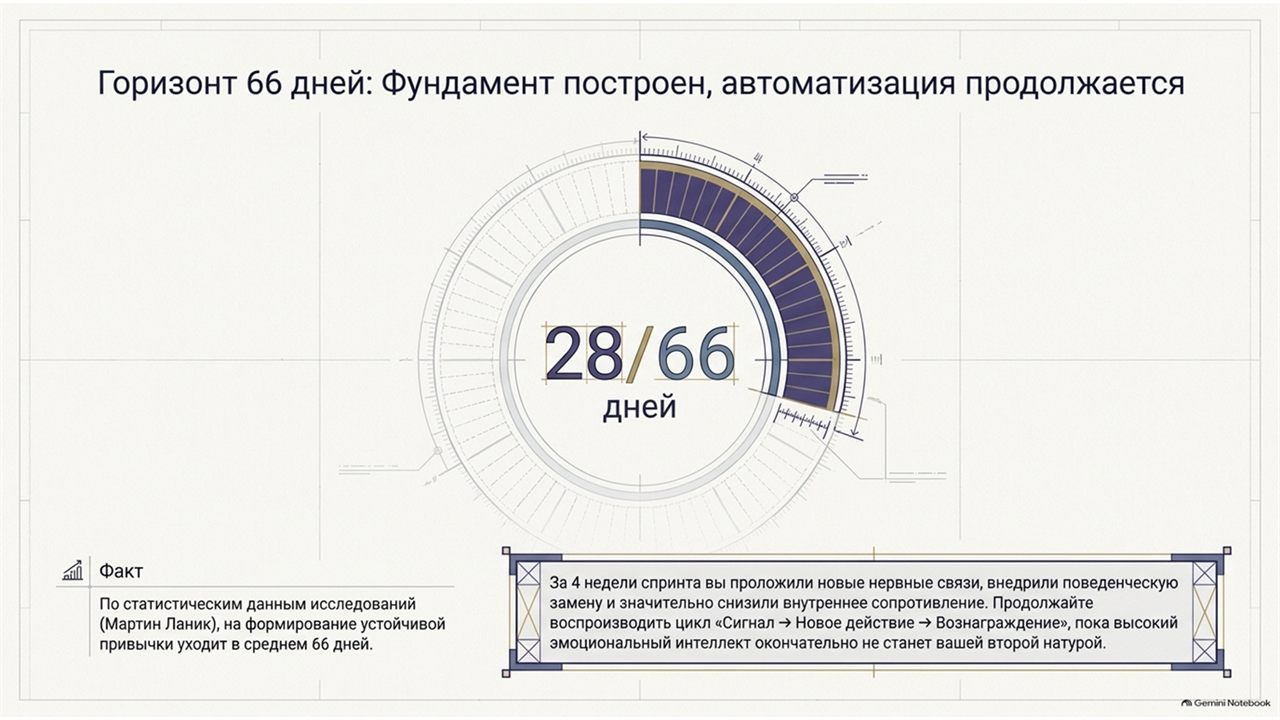 Горизонт 66 дней: Фундамент построен, автоматизация продолжается
28/66
дней
Факт
По статистическим данным исследований
(Мартин Ланик), на формирование устойчивой
привычки уходит в среднем 66 дней.
За 4 недели спринта вы проложили новые нервные связи, внедрили поведенческую
замену и значительно снизили внутреннее сопротивление. Продолжайте
воспроизводить цикл «Сигнал → Новое действие → Вознаграждение», пока высокий
эмоциональный интеллект окончательно не станет вашей второй натурой.
Gemini Notebook